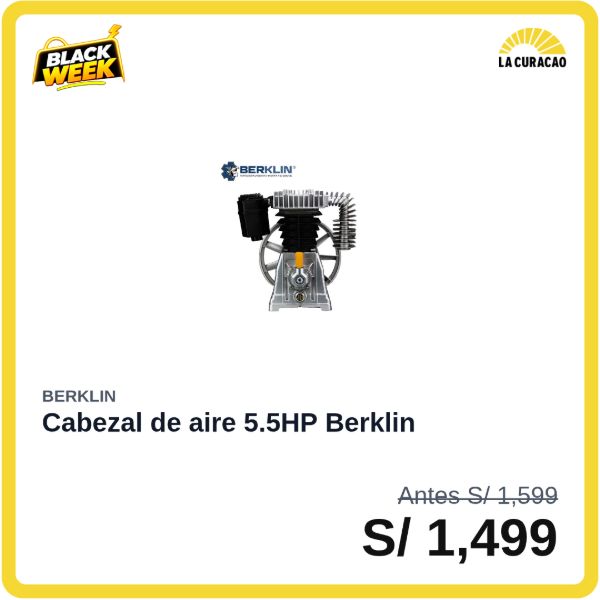 BLACK
WEEK
LA CURACAO
BERKLIN®
BERKLIN
Cabezal de aire 5.5HP Berklin
Antes S/ 1,599
S/ 1,499